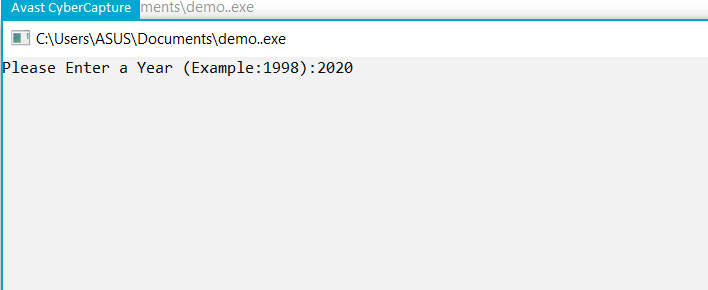 Avast CyberCapture ments\demo..exe
C:\Users\ASUS\Documents\demo..exe
Please Enter a Year (Example:1998):2020